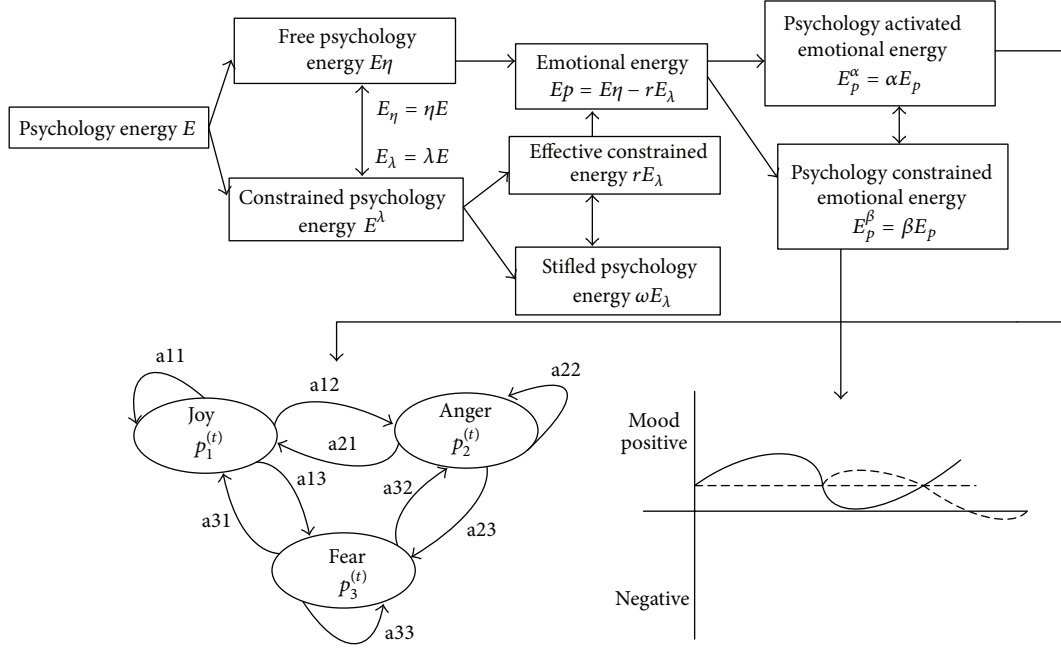 Psychology energy E
Free psychology
energy Eη
E_η = ηE
E_λ = λE
Constrained psychology
energy E^λ
Emotional energy
Ep = Eη − rE_λ
Effective constrained
energy rE_λ
Stifled psychology
energy ωE_λ
Psychology activated
emotional energy
E_p^α = αE_p
Psychology constrained
emotional energy
E_p^β = βE_p
a11
a12
a22
Joy
p_1^(t)
Anger
p_2^(t)
a21
a13
a32
a31
a23
Fear
p_3^(t)
a33
Mood
positive
Negative